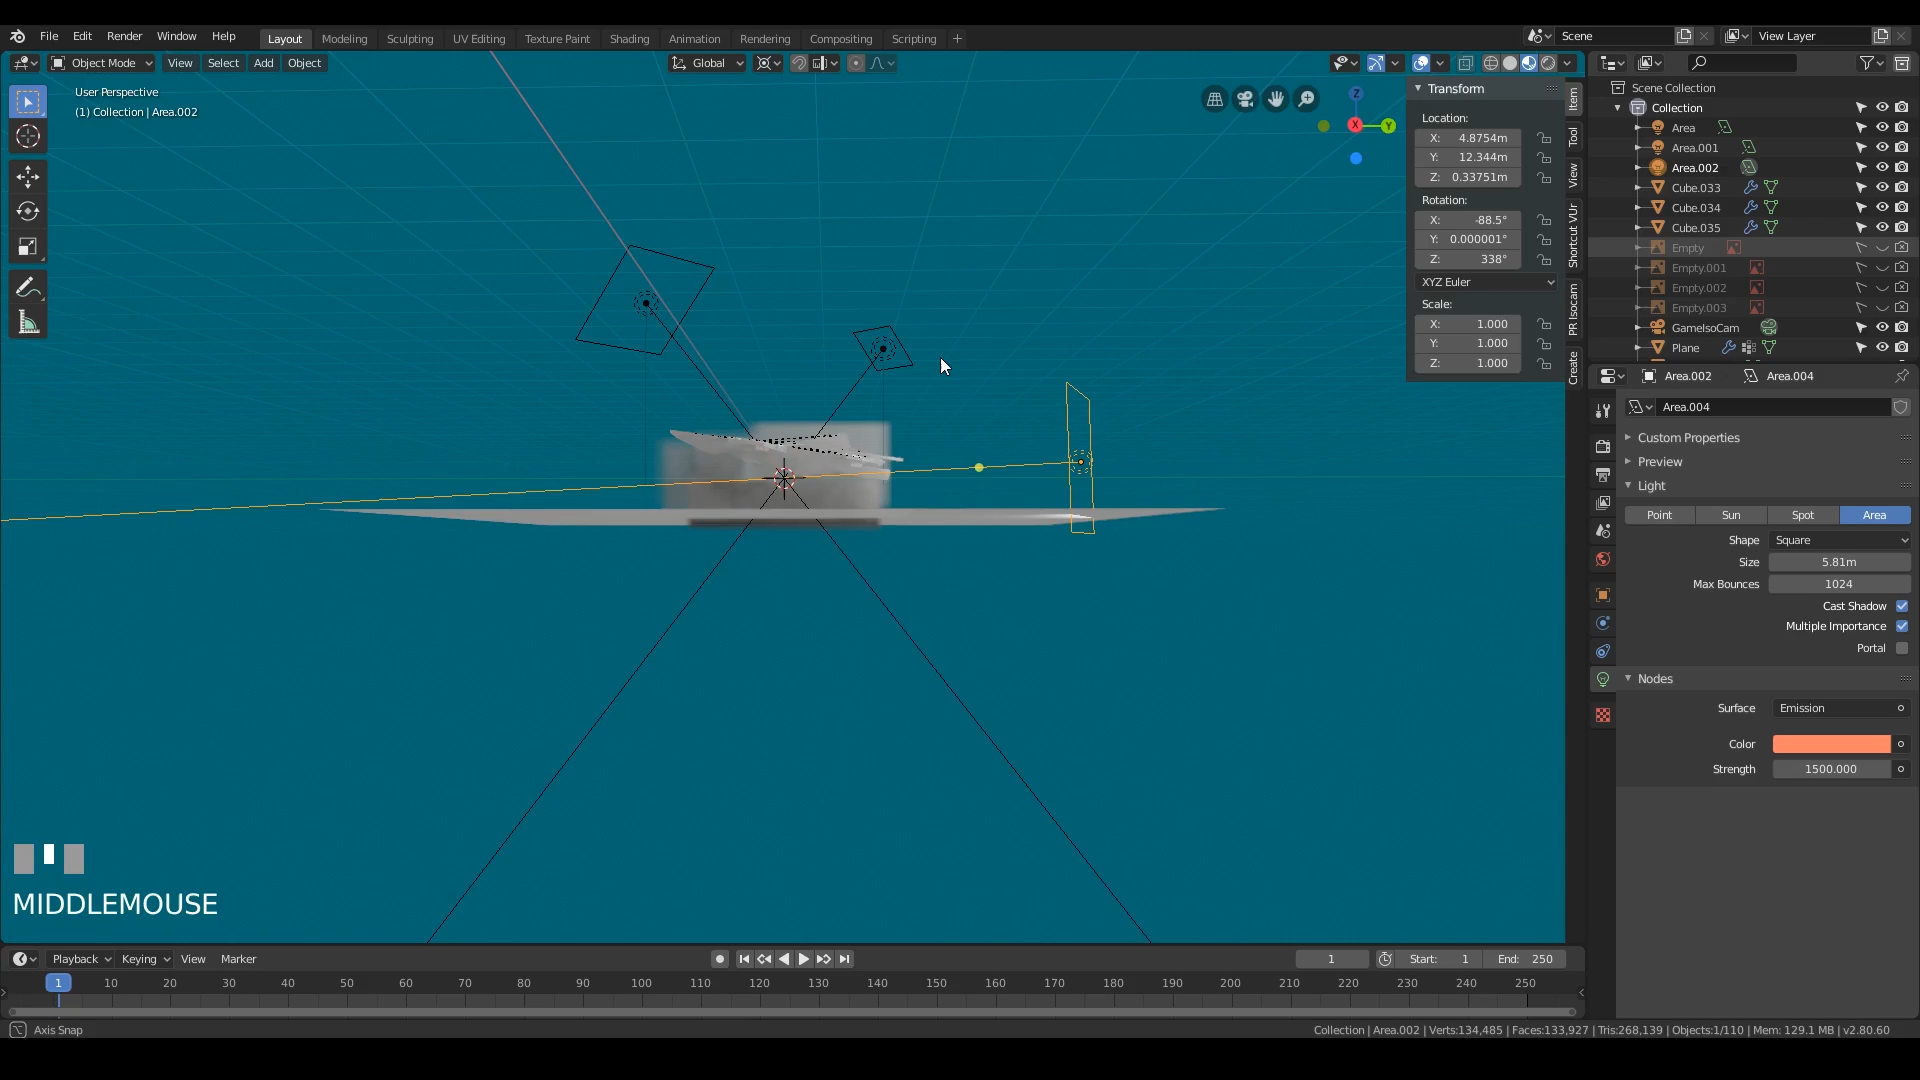 File Edit Render Window Help Layout Modeling Sculpting UV Editing Texture Paint Shading Animation Rendering Compositing Scripting + Scene View Layer
Object Mode View Select Add Object Global
User Perspective
(1) Collection | Area.002
Z
X
Y
Transform
Location:
X: 4.8754m
Y: 12.344m
Z: 0.33751m
Rotation:
X: -88.5°
Y: 0.000001°
Z: 338°
XYZ Euler
Scale:
X: 1.000
Y: 1.000
Z: 1.000
Item
Tool
View
Shortcut VUr
PR Isocam
Create
Scene Collection
Collection
Area
Area.001
Area.002
Cube.033
Cube.034
Cube.035
Empty
Empty.001
Empty.002
Empty.003
GameIsoCam
Plane
Area.002 Area.004
Area.004
Custom Properties
Preview
Light
Point Sun Spot Area
Shape Square
Size 5.81m
Max Bounces 1024
Cast Shadow
Multiple Importance
Portal
Nodes
Surface Emission
Color
Strength 1500.000
MIDDLEMOUSE
Playback Keying View Marker 1 Start: 1 End: 250
1 10 20 30 40 50 60 70 80 90 100 110 120 130 140 150 160 170 180 190 200 210 220 230 240 250
Axis Snap Collection | Area.002 | Verts:134,485 | Faces:133,927 | Tris:268,139 | Objects:1/110 | Mem: 129.1 MB | v2.80.60